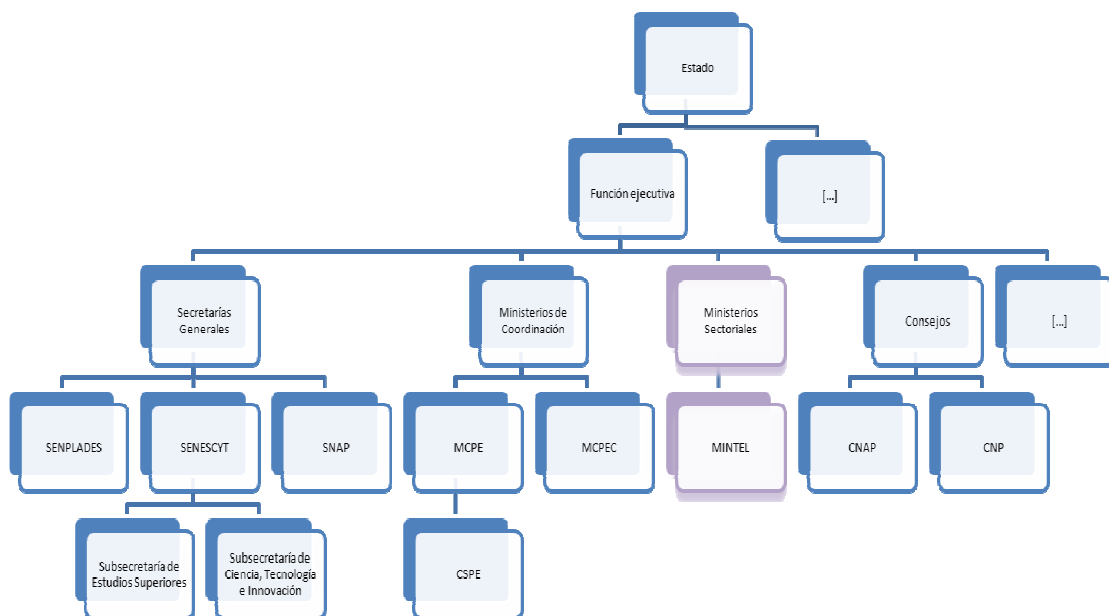 Estado
Función ejecutiva
[...]
Secretarías
Generales
Ministerios de
Coordinación
Ministerios
Sectoriales
Consejos
[...]
SENPLADES
SENESCYT
SNAP
MCPE
MCPEC
MINTEL
CNAP
CNP
Subsecretaría de
Estudios Superiores
Subsecretaría de
Ciencia, Tecnología
e Innovación
CSPE